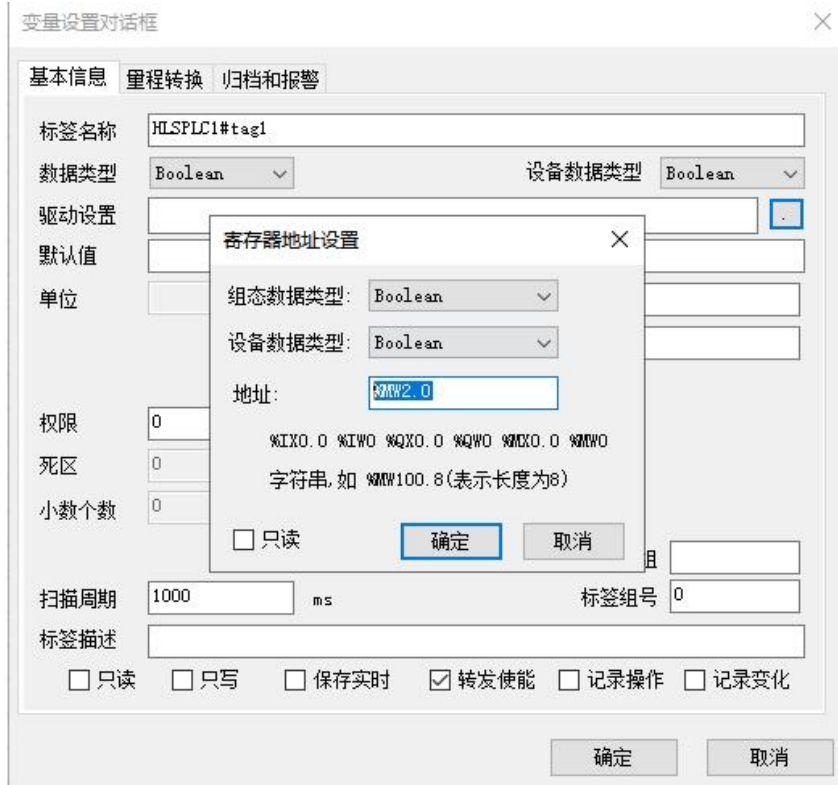 变量设置对话框
基本信息 量程转换 归档和报警
标签名称 HLSPLC1#tag1
数据类型 Boolean 设备数据类型 Boolean
驱动设置 .
默认值
单位
寄存器地址设置
组态数据类型: Boolean
设备数据类型: Boolean
地址: %MW2.0
%IX0.0 %IW0 %QX0.0 %QW0 %MX0.0 %MW0
字符串,如 %MW100.8(表示长度为8)
只读 确定 取消
权限 0
死区 0
小数个数 0
组
扫描周期 1000 ms 标签组号 0
标签描述
只读 只写 保存实时 转发使能 记录操作 记录变化
确定 取消